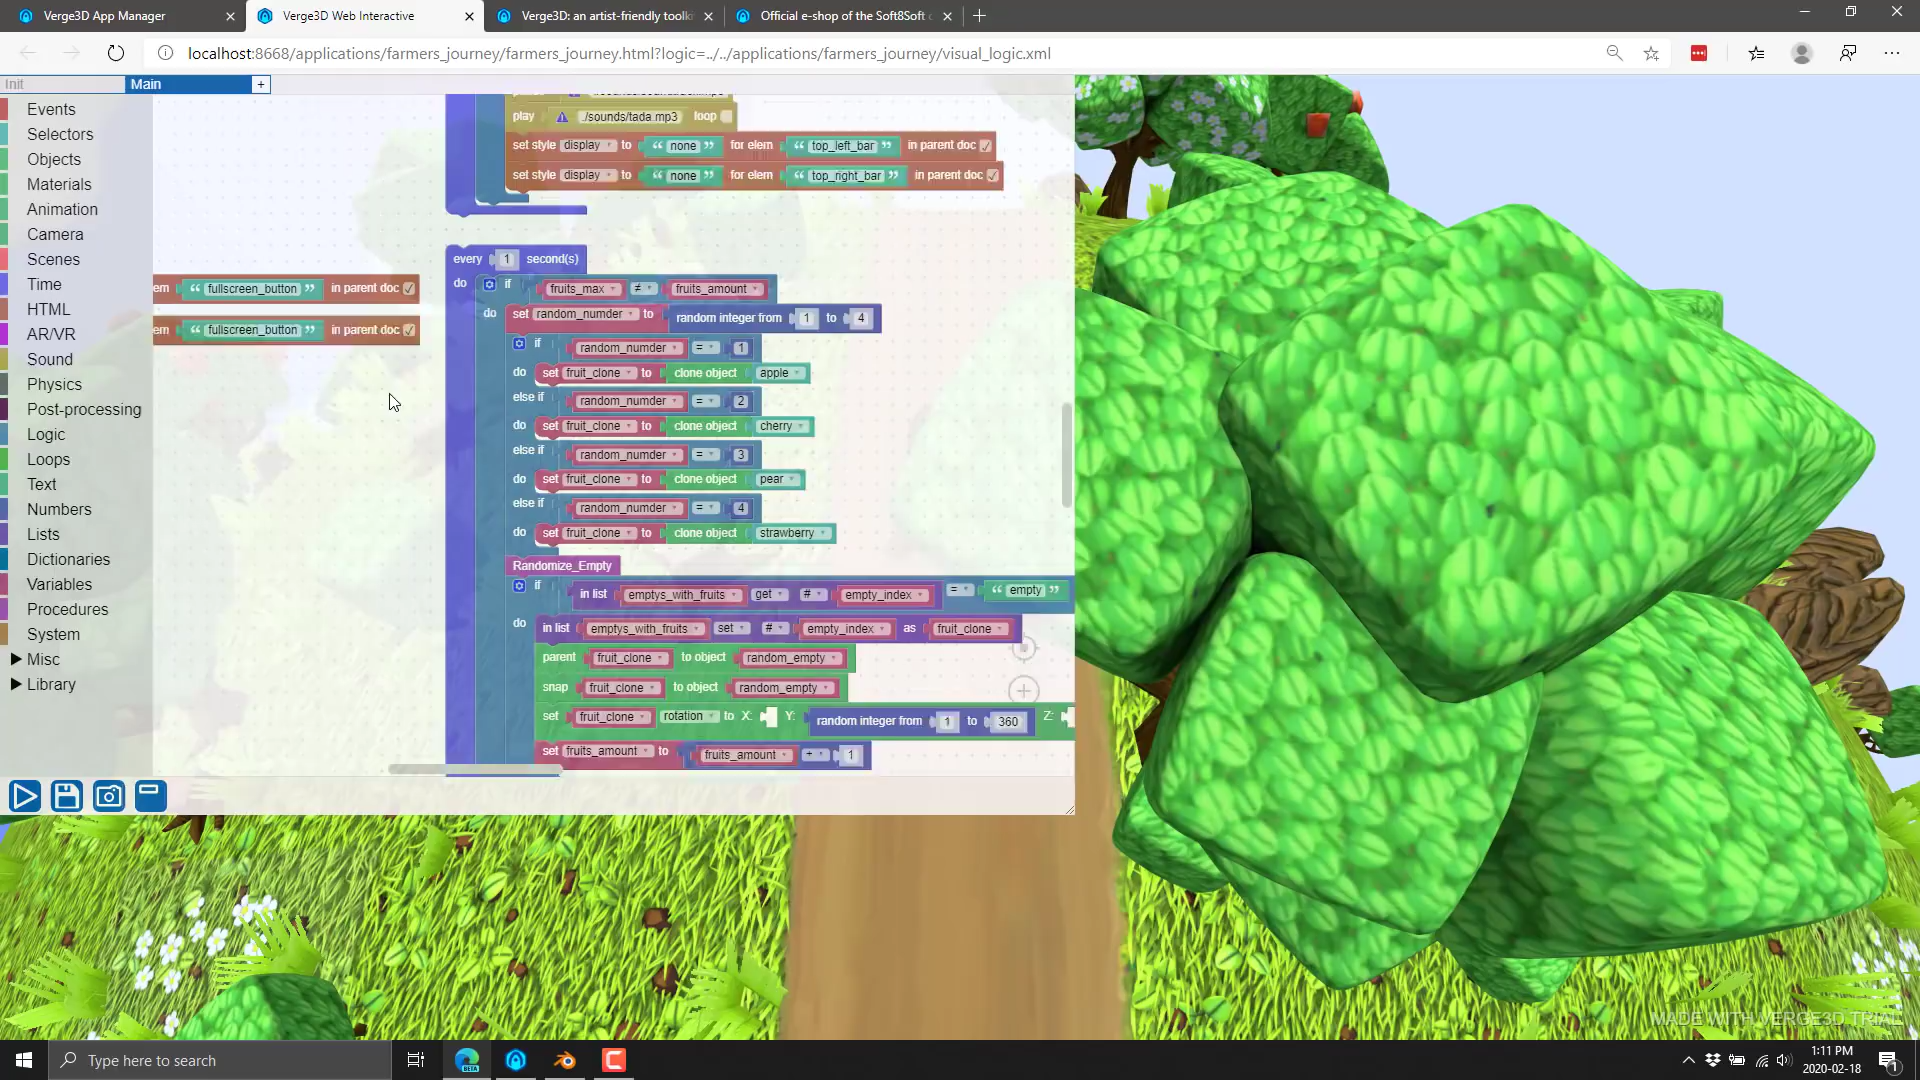 Verge3D App Manager
Verge3D Web Interactive
Verge3D: an artist-friendly toolk
Official e-shop of the Soft8Soft
localhost:8668/applications/farmers_journey/farmers_journey.html?logic=../../applications/farmers_journey/visual_logic.xml
Init
Main
+
Events
Selectors
Objects
Materials
Animation
Camera
Scenes
Time
HTML
AR/VR
Sound
Physics
Post-processing
Logic
Loops
Text
Numbers
Lists
Dictionaries
Variables
Procedures
System
Misc
Library
play ./sounds/tada.mp3 loop
set style display to “ none ” for elem “ top_left_bar ” in parent doc
set style display to “ none ” for elem “ top_right_bar ” in parent doc
em “ fullscreen_button ” in parent doc
em “ fullscreen_button ” in parent doc
every 1 second(s)
do if fruits_max ≠ fruits_amount
do set random_numder to random integer from 1 to 4
if random_numder = 1
do set fruit_clone to clone object apple
else if random_numder = 2
do set fruit_clone to clone object cherry
else if random_numder = 3
do set fruit_clone to clone object pear
else if random_numder = 4
do set fruit_clone to clone object strawberry
Randomize_Empty
if in list emptys_with_fruits get # empty_index = “ empty ”
do in list emptys_with_fruits set # empty_index as fruit_clone
parent fruit_clone to object random_empty
snap fruit_clone to object random_empty
set fruit_clone rotation to X: Y: random integer from 1 to 360 Z:
set fruits_amount to fruits_amount + 1
MADE WITH VERGE3D TRIAL
Type here to search
BETA
1:11 PM
2020-02-18
1